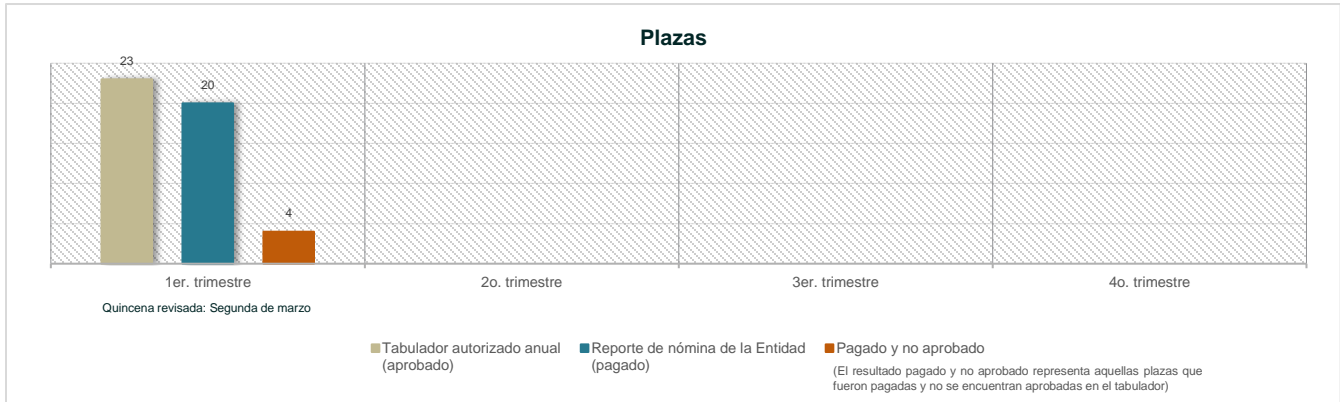 Plazas
23
20
4
1er. trimestre
2o. trimestre
3er. trimestre
4o. trimestre
Quincena revisada: Segunda de marzo
Tabulador autorizado anual
(aprobado)
Reporte de nómina de la Entidad
(pagado)
Pagado y no aprobado
(El resultado pagado y no aprobado representa aquellas plazas que
fueron pagadas y no se encuentran aprobadas en el tabulador)